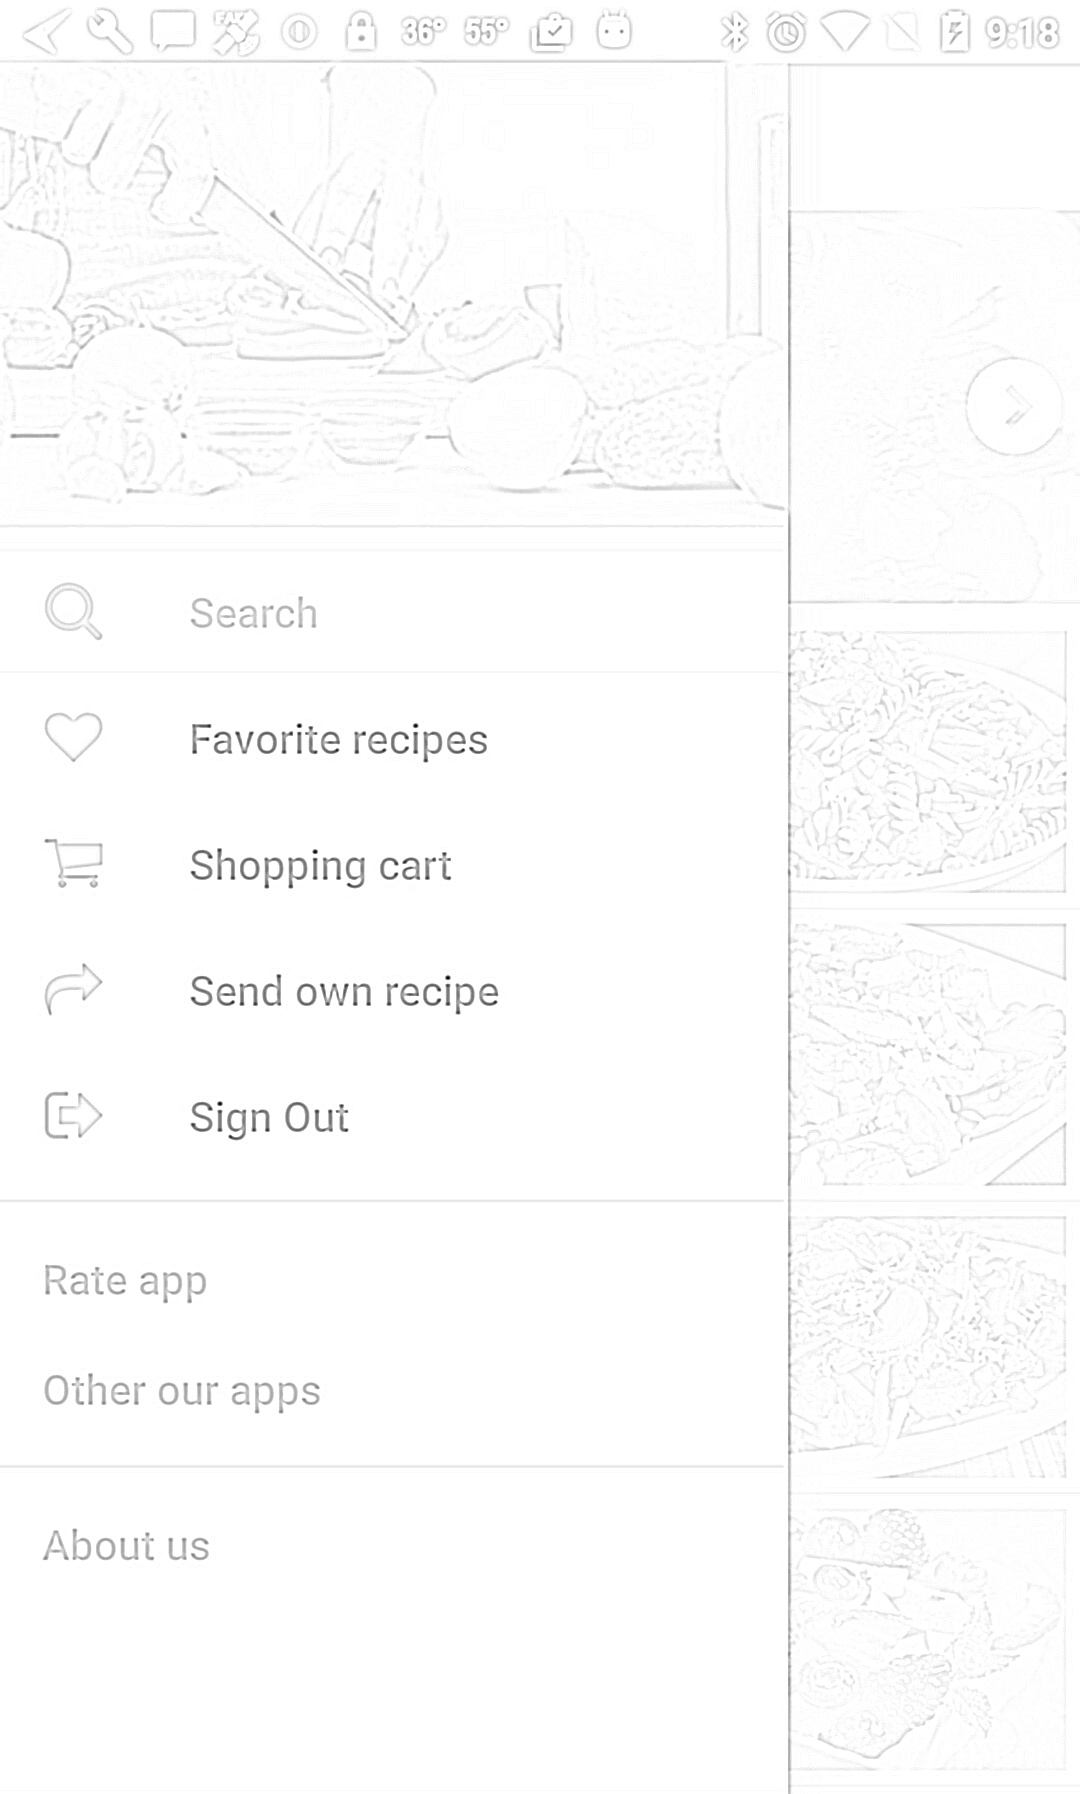 36° 55° 9:18
Search
Favorite recipes
Shopping cart
Send own recipe
Sign Out
Rate app
Other our apps
About us